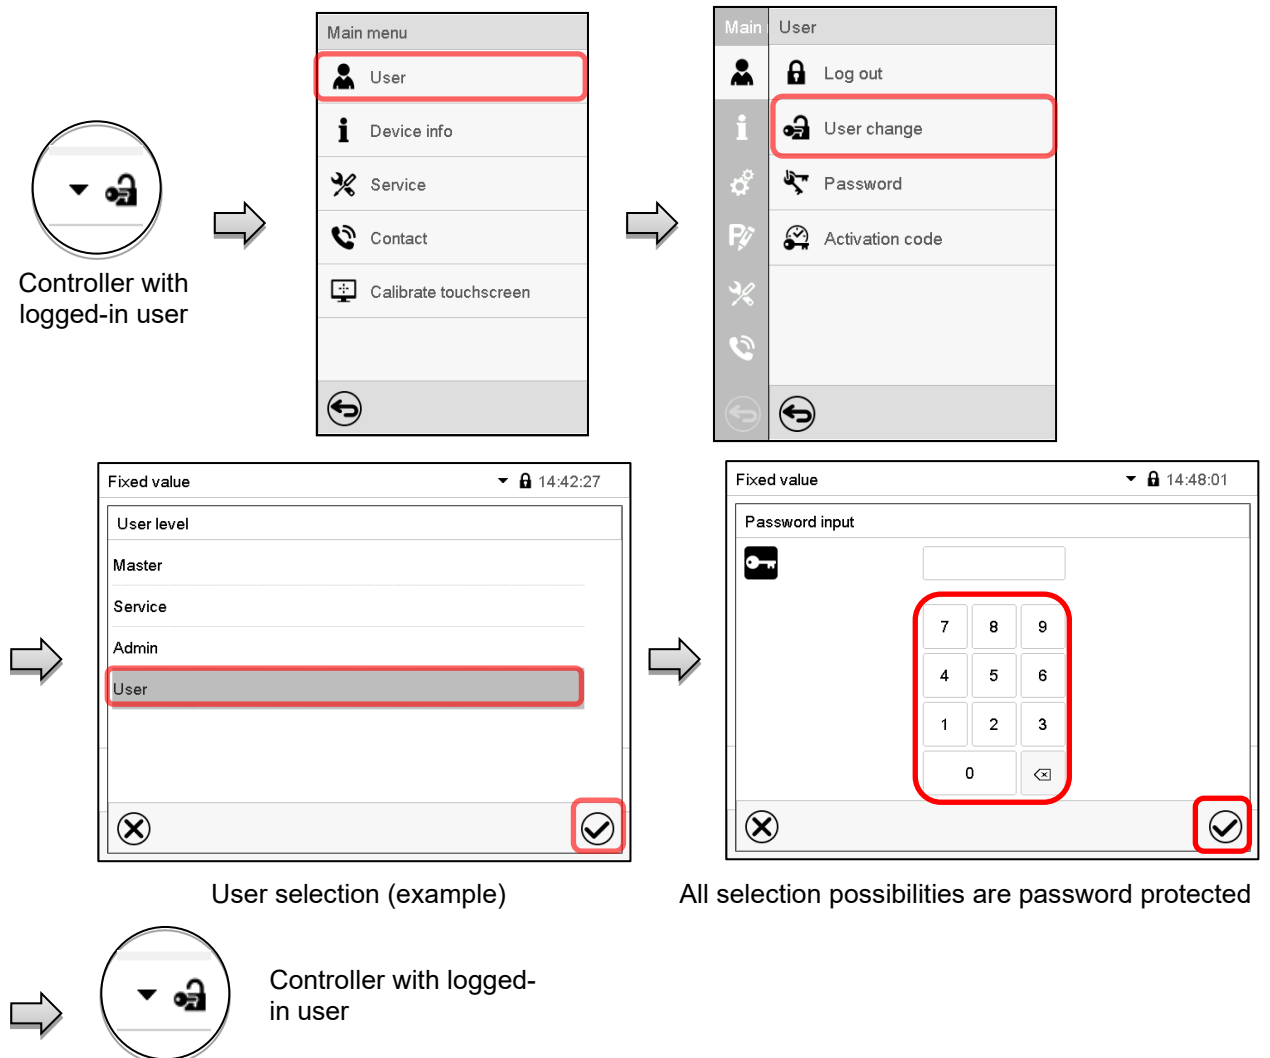 Main menu
User
Device info
Service
Contact
Calibrate touchscreen
Main
User
Log out
User change
Password
Activation code
Controller with
logged-in user
Fixed value
14:42:27
User level
Master
Service
Admin
User
Fixed value
14:48:01
Password input
7 8 9
4 5 6
1 2 3
0
User selection (example)
All selection possibilities are password protected
Controller with logged-
in user